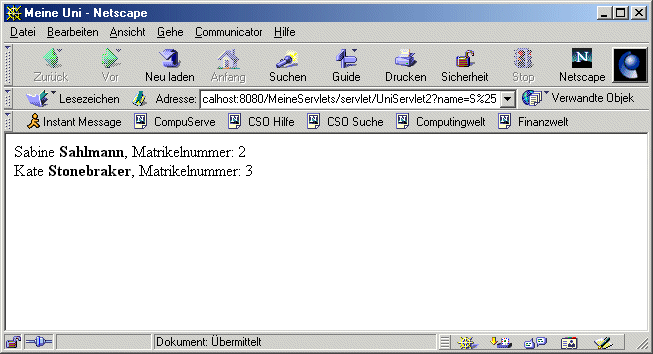 Meine Uni - Netscape
Datei Bearbeiten Ansicht Gehe Communicator Hilfe
Zurück Vor Neu laden Anfang Suchen Guide Drucken Sicherheit Stop Netscape
Lesezeichen Adresse: calhost:8080/MeineServlets/servlet/UniServlet2?name=S%25 Verwandte Objek
Instant Message CompuServe CSO Hilfe CSO Suche Computingwelt Finanzwelt
Sabine Sahlmann, Matrikelnummer: 2
Kate Stonebraker, Matrikelnummer: 3
Dokument: Übermittelt